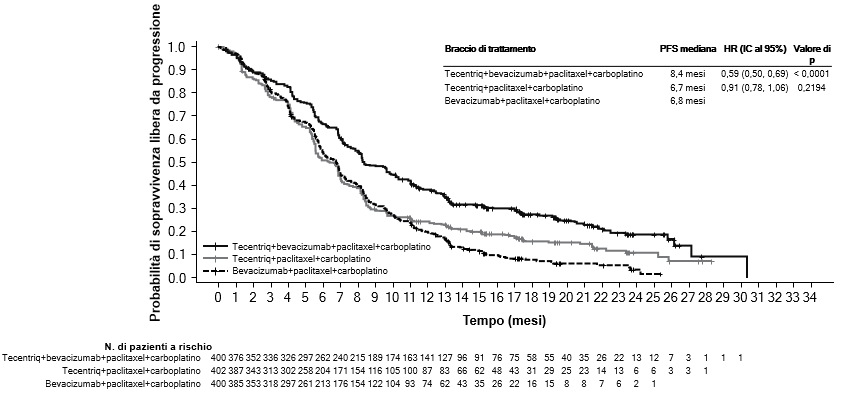 Probabilità di sopravvivenza libera da progressione
1.0
0.9
0.8
0.7
0.6
0.5
0.4
0.3
0.2
0.1
0.0
Braccio di trattamento PFS mediana HR (IC al 95%) Valore di p
Tecentriq+bevacizumab+paclitaxel+carboplatino 8,4 mesi 0,59 (0,50, 0,69) < 0,0001
Tecentriq+paclitaxel+carboplatino 6,7 mesi 0,91 (0,78, 1,06) 0,2194
Bevacizumab+paclitaxel+carboplatino 6,8 mesi
Tecentriq+bevacizumab+paclitaxel+carboplatino
Tecentriq+paclitaxel+carboplatino
Bevacizumab+paclitaxel+carboplatino
0 1 2 3 4 5 6 7 8 9 10 11 12 13 14 15 16 17 18 19 20 21 22 23 24 25 26 27 28 29 30 31 32 33 34
Tempo (mesi)
N. di pazienti a rischio
Tecentriq+bevacizumab+paclitaxel+carboplatino 400 376 352 336 326 297 262 240 215 189 174 163 141 127 96 91 76 75 58 55 40 35 26 22 13 12 7 3 1 1 1
Tecentriq+paclitaxel+carboplatino 402 387 343 313 302 258 204 171 154 116 105 100 87 83 66 62 48 43 31 29 25 23 14 13 6 6 3 3 1
Bevacizumab+paclitaxel+carboplatino 400 385 353 318 297 261 213 176 154 122 104 93 74 62 43 35 26 22 16 15 8 8 7 6 2 1